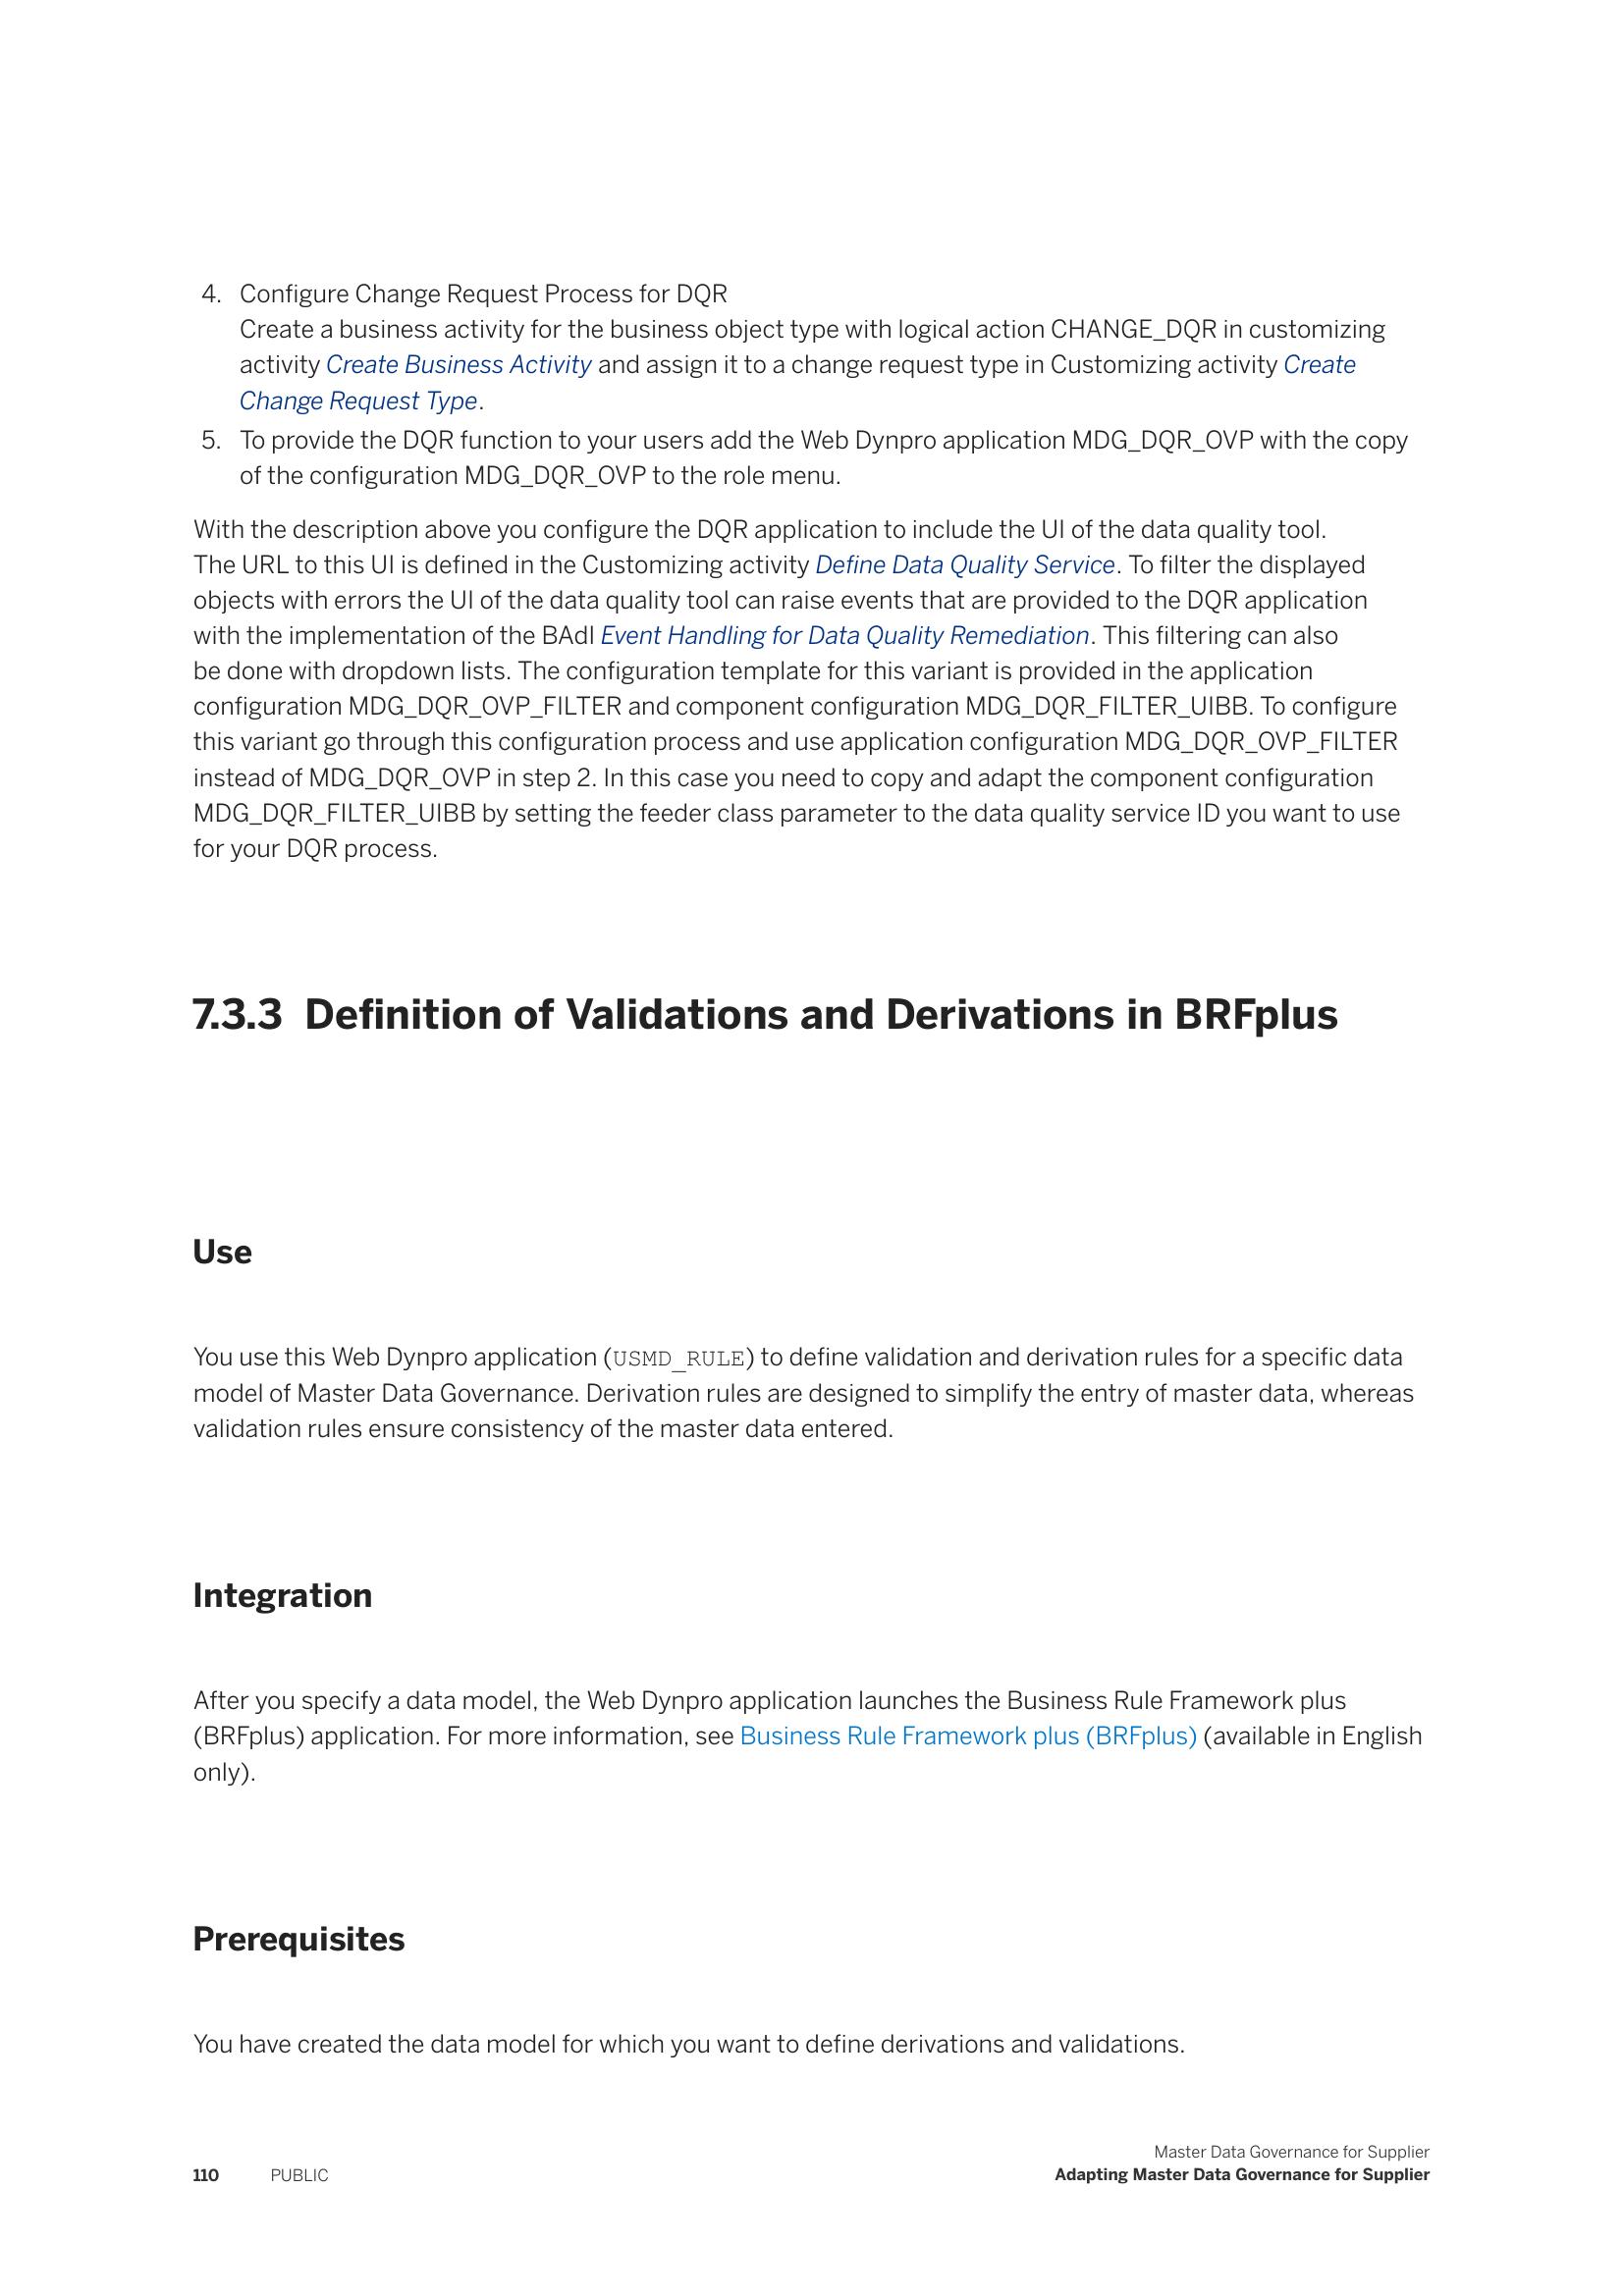 4. Configure Change Request Process for DQR
Create a business activity for the business object type with logical action CHANGE_DQR in customizing
activity Create Business Activity and assign it to a change request type in Customizing activity Create
Change Request Type.
5. To provide the DQR function to your users add the Web Dynpro application MDG_DQR_OVP with the copy
of the configuration MDG_DQR_OVP to the role menu.
With the description above you configure the DQR application to include the UI of the data quality tool.
The URL to this UI is defined in the Customizing activity Define Data Quality Service. To filter the displayed
objects with errors the UI of the data quality tool can raise events that are provided to the DQR application
with the implementation of the BAdI Event Handling for Data Quality Remediation. This filtering can also
be done with dropdown lists. The configuration template for this variant is provided in the application
configuration MDG_DQR_OVP_FILTER and component configuration MDG_DQR_FILTER_UIBB. To configure
this variant go through this configuration process and use application configuration MDG_DQR_OVP_FILTER
instead of MDG_DQR_OVP in step 2. In this case you need to copy and adapt the component configuration
MDG_DQR_FILTER_UIBB by setting the feeder class parameter to the data quality service ID you want to use
for your DQR process.
7.3.3 Definition of Validations and Derivations in BRFplus
Use
You use this Web Dynpro application (USMD_RULE) to define validation and derivation rules for a specific data
model of Master Data Governance. Derivation rules are designed to simplify the entry of master data, whereas
validation rules ensure consistency of the master data entered.
Integration
After you specify a data model, the Web Dynpro application launches the Business Rule Framework plus
(BRFplus) application. For more information, see Business Rule Framework plus (BRFplus) (available in English
only).
Prerequisites
You have created the data model for which you want to define derivations and validations.
Master Data Governance for Supplier
110 PUBLIC Adapting Master Data Governance for Supplier